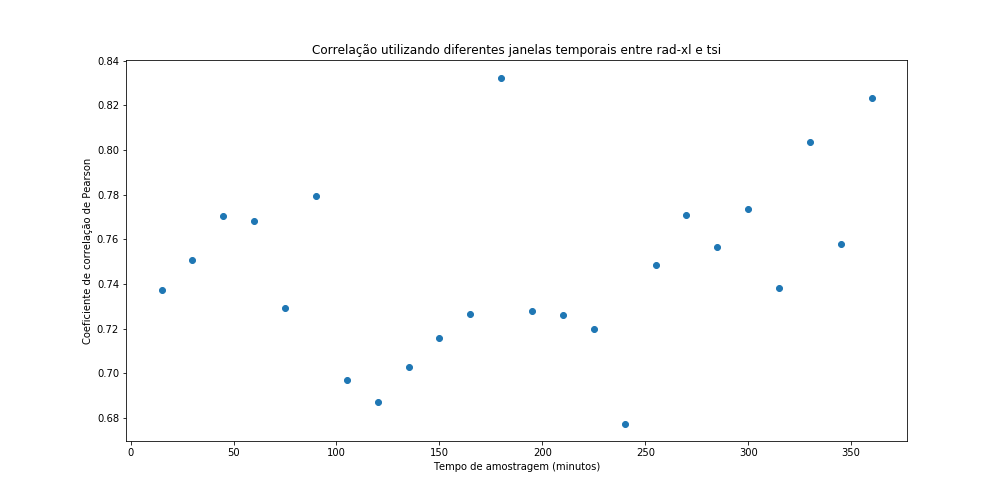 Correlação utilizando diferentes janelas temporais entre rad-xl e tsi
0.84
0.82
0.80
0.78
0.76
0.74
0.72
0.70
0.68
Coeficiente de correlação de Pearson
0 50 100 150 200 250 300 350
Tempo de amostragem (minutos)